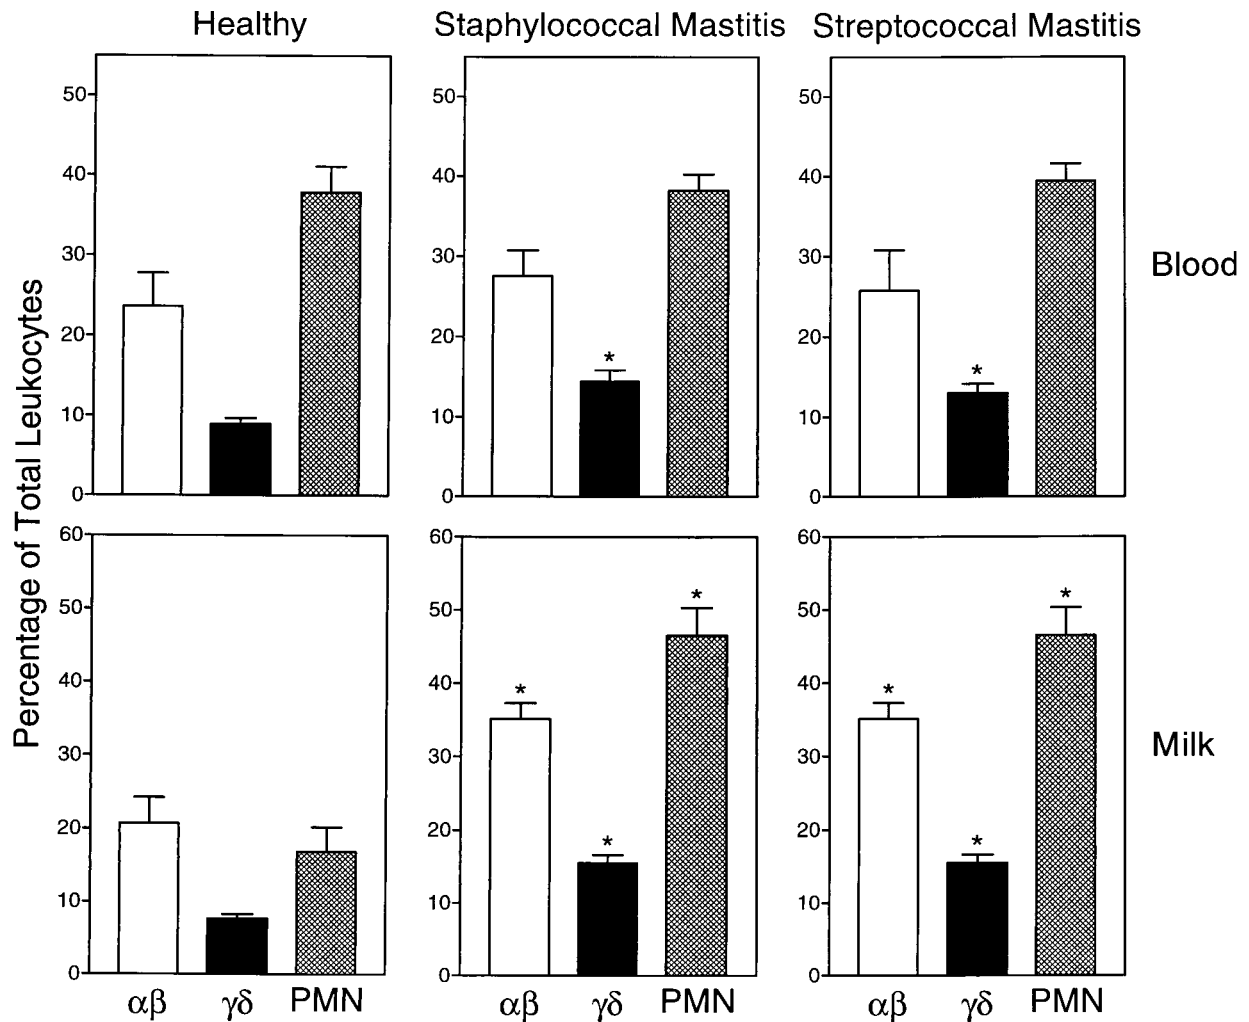 Healthy Staphylococcal Mastitis Streptococcal Mastitis
Percentage of Total Leukocytes
50 50 50
40 40 40
30 30 30
Blood
20 20 20
* *
10 10 10
0 0 0
60 60 60
50 50 50
* *
40 40 40
* *
30 30 30
Milk
20 20 20
* *
10 10 10
0 0 0
αβ γδ PMN αβ γδ PMN αβ γδ PMN